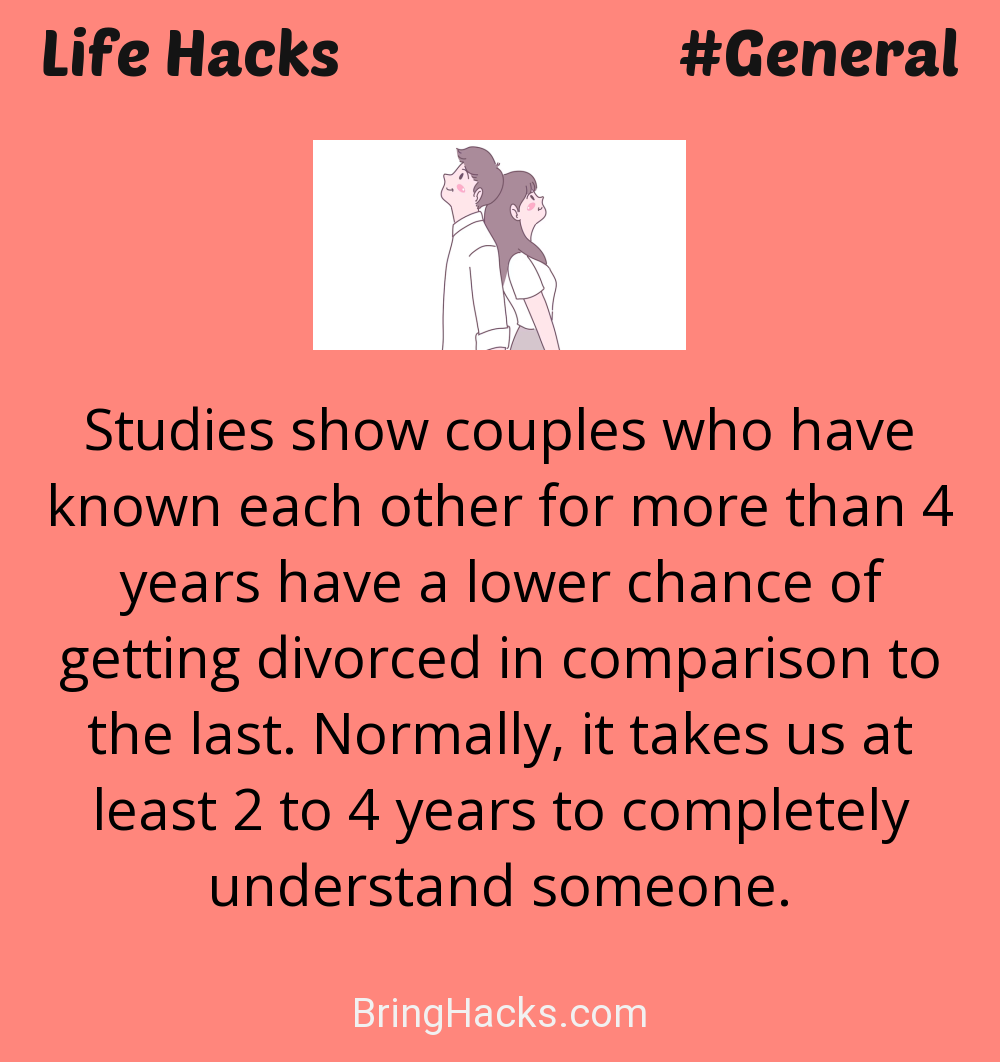 Life Hacks #General
Studies show couples who have
known each other for more than 4
years have a lower chance of
getting divorced in comparison to
the last. Normally, it takes us at
least 2 to 4 years to completely
understand someone.
BringHacks.com